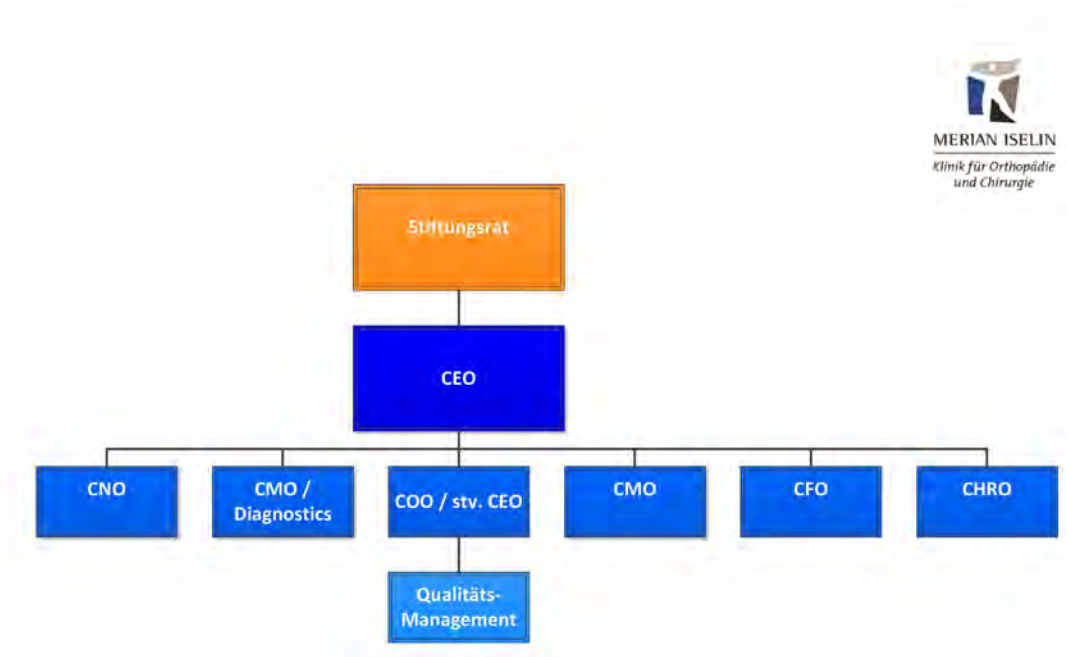 MERIAN ISELIN
Klinik für Orthopädie
und Chirurgie
Stiftungsrat
CEO
CNO
CMO /
Diagnostics
COO / stv. CEO
CMO
CFO
CHRO
Qualitäts-
Management